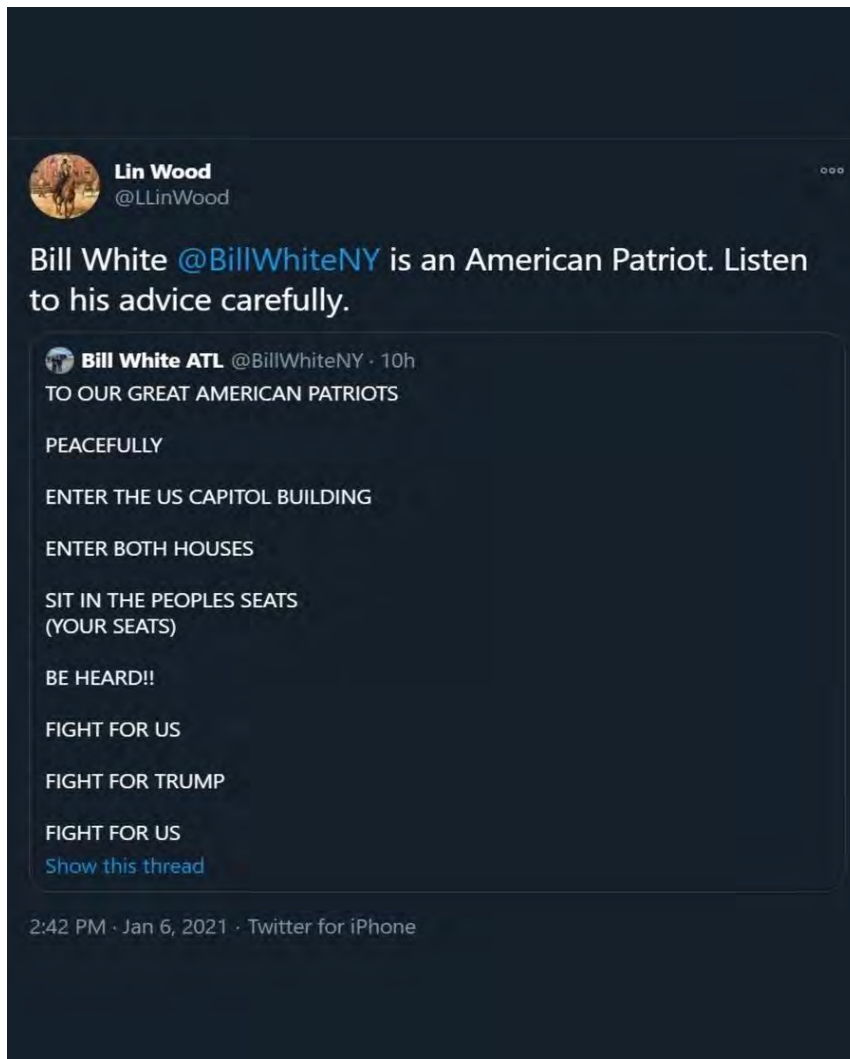 Lin Wood
@LLinWood
Bill White @BillWhiteNY is an American Patriot. Listen
to his advice carefully.
Bill White ATL @BillWhiteNY · 10h
TO OUR GREAT AMERICAN PATRIOTS
PEACEFULLY
ENTER THE US CAPITOL BUILDING
ENTER BOTH HOUSES
SIT IN THE PEOPLES SEATS
(YOUR SEATS)
BE HEARD!!
FIGHT FOR US
FIGHT FOR TRUMP
FIGHT FOR US
Show this thread
2:42 PM · Jan 6, 2021 · Twitter for iPhone